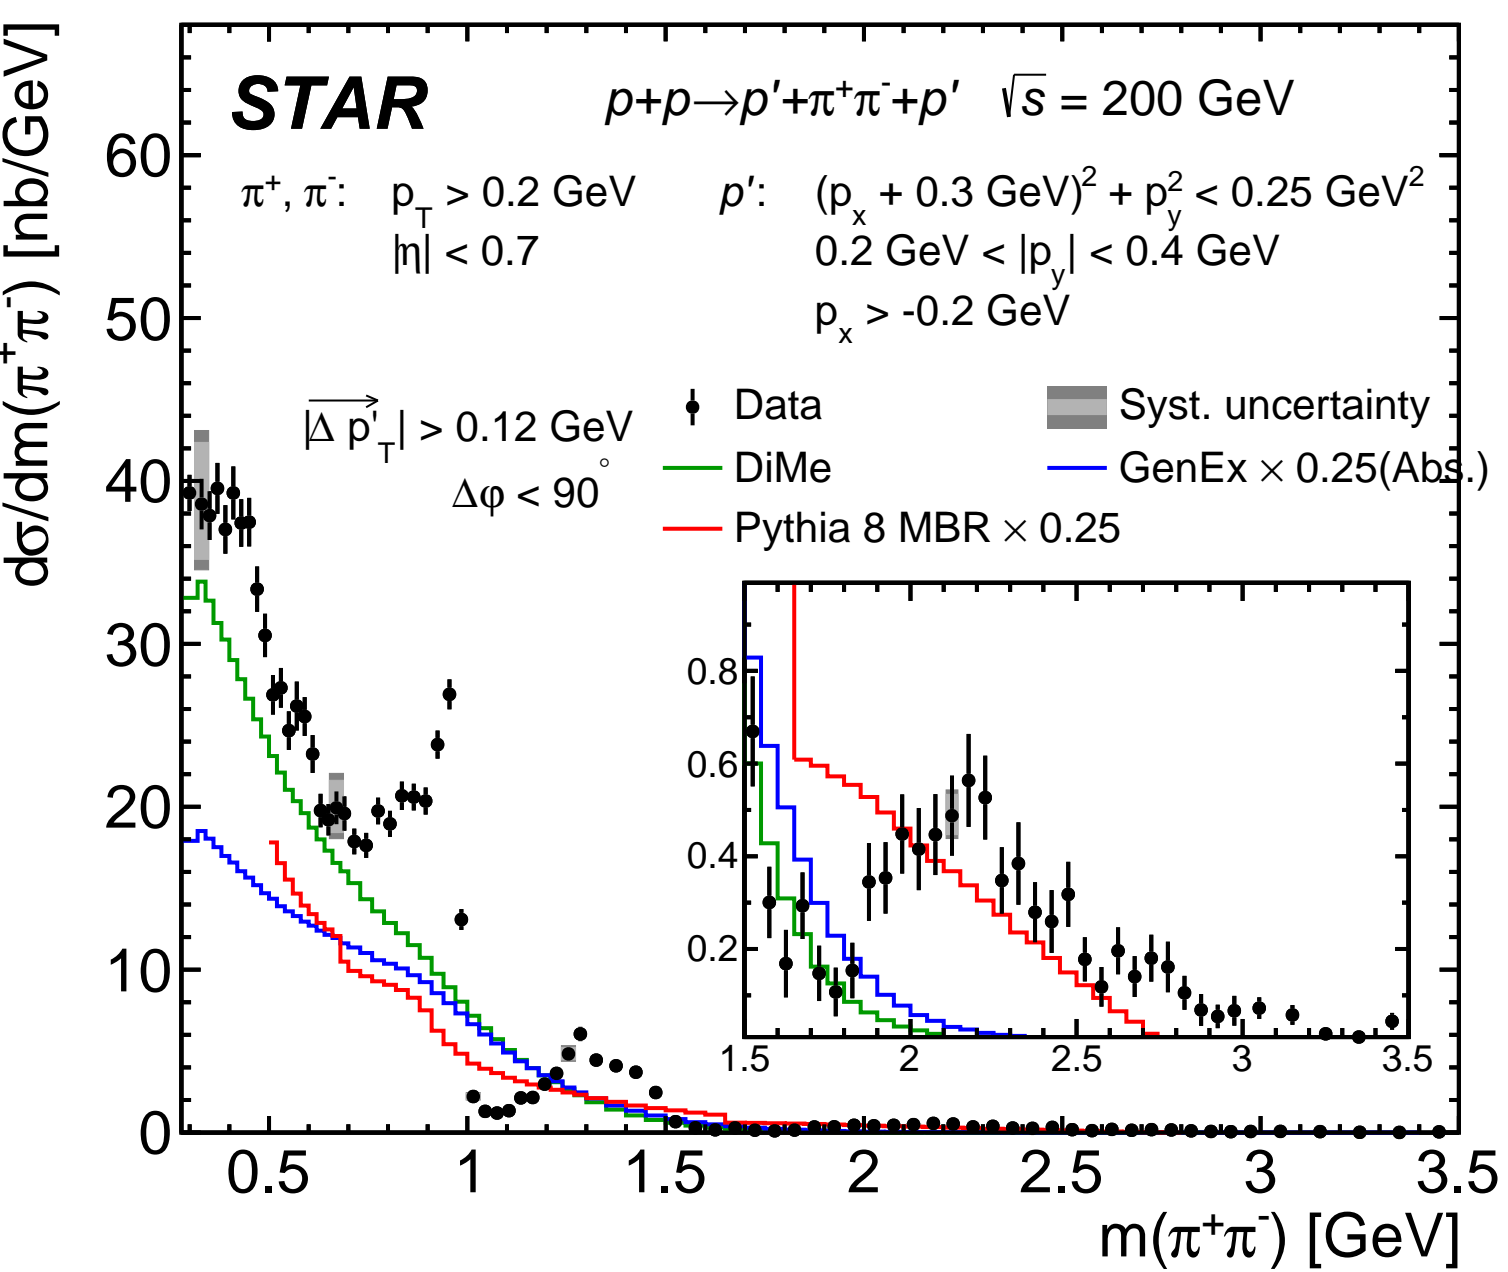 STAR p+p→p′+π⁺π⁻+p′ √s = 200 GeV
π⁺, π⁻: p_T > 0.2 GeV p′: (p_x + 0.3 GeV)² + p_y² < 0.25 GeV²
|η| < 0.7 0.2 GeV < |p_y| < 0.4 GeV
p_x > -0.2 GeV
|Δ p'_T| > 0.12 GeV
Δφ < 90°
Data Syst. uncertainty
DiMe GenEx × 0.25(Abs.)
Pythia 8 MBR × 0.25
dσ/dm(π⁺π⁻) [nb/GeV]
60
50
40
30
20
10
0
0.8
0.6
0.4
0.2
1.5 2 2.5 3 3.5
0.5 1 1.5 2 2.5 3 3.5
m(π⁺π⁻) [GeV]